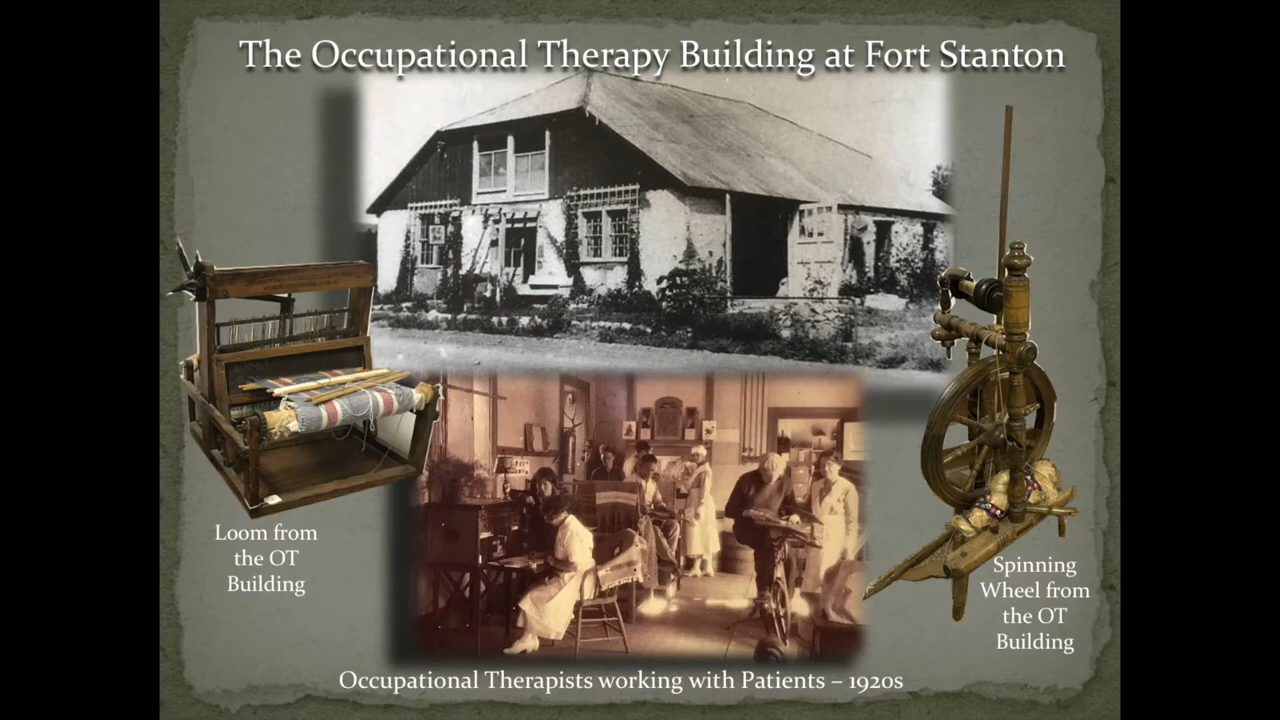 The Occupational Therapy Building at Fort Stanton
Loom from
the OT
Building
Spinning
Wheel from
the OT
Building
Occupational Therapists working with Patients – 1920s